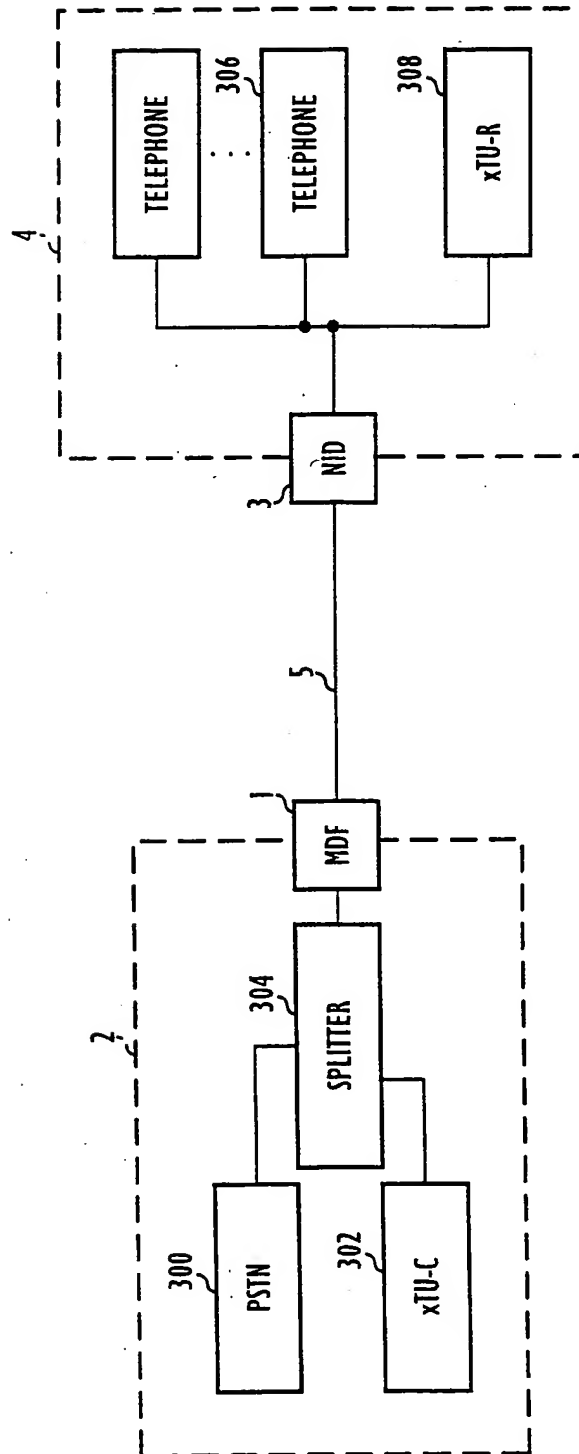 2
300
PSTN
302
xTU-C
304
SPLITTER
1
MDF
5
3
NID
4
TELEPHONE
306
TELEPHONE
308
xTU-R